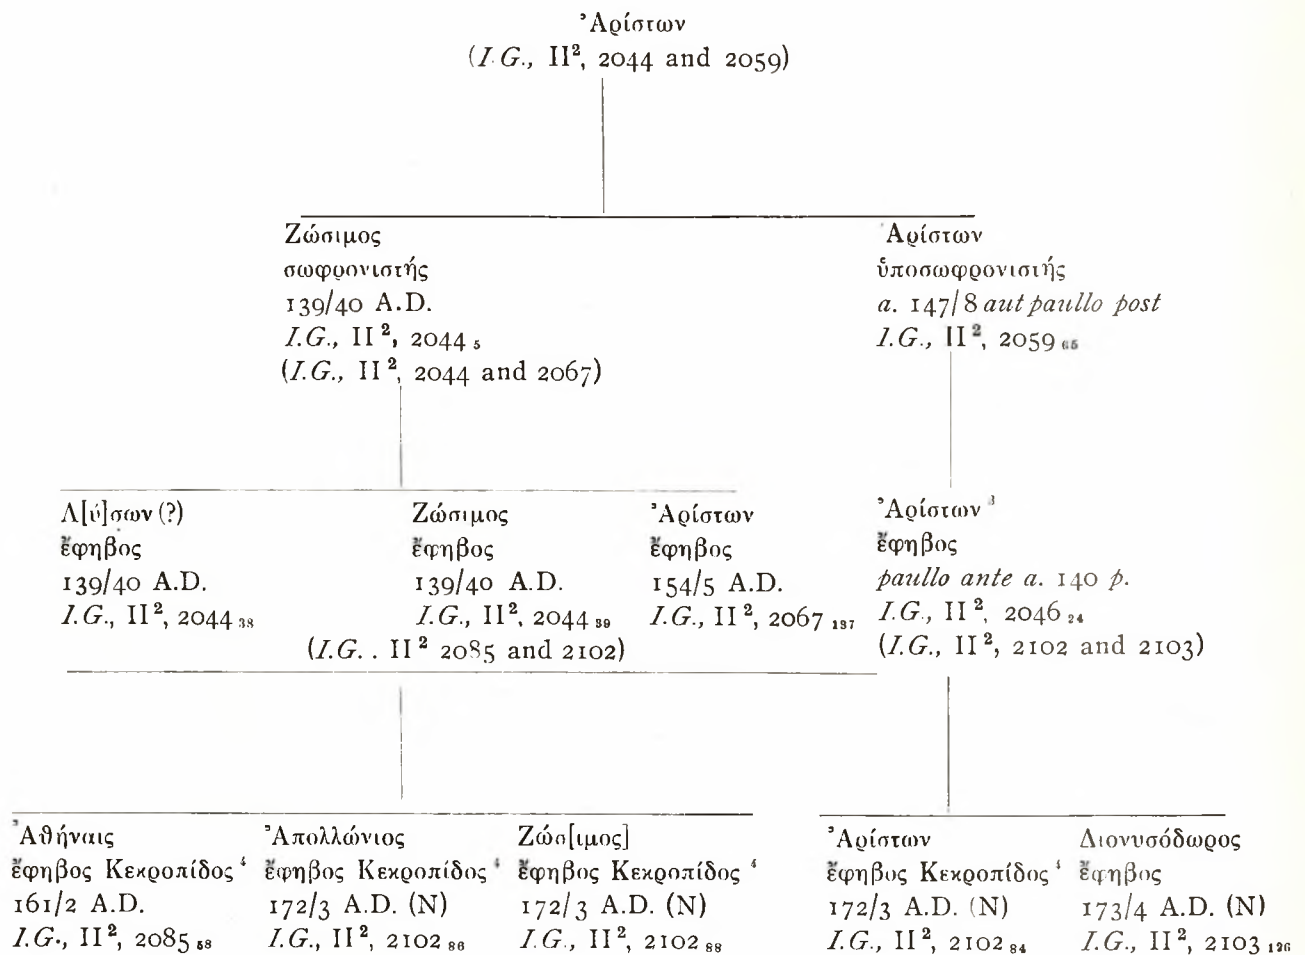 Ἀρίστων
(I.G., II², 2044 and 2059)
Ζώσιμος
σωφρονιστής
139/40 A.D.
I.G., II², 2044 5
(I.G., II², 2044 and 2067)
Ἀρίστων
ὑποσωφρονιστής
a. 147/8 aut paullo post
I.G., II², 2059 65
Λ[ύ]σων (?)
ἔφηβος
139/40 A.D.
I.G., II², 2044 38
Ζώσιμος
ἔφηβος
139/40 A.D.
I.G., II², 2044 39
(I.G.. II² 2085 and 2102)
Ἀρίστων
ἔφηβος
154/5 A.D.
I.G., II², 2067 187
Ἀρίστων 3
ἔφηβος
paullo ante a. 140 p.
I.G., II², 2046 24
(I.G., II², 2102 and 2103)
Ἀθήναις
ἔφηβος Κεκροπίδος 4
161/2 A.D.
I.G., II², 2085 58
Ἀπολλώνιος
ἔφηβος Κεκροπίδος 4
172/3 A.D. (N)
I.G., II², 2102 86
Ζώσ[ιμος]
ἔφηβος Κεκροπίδος 4
172/3 A.D. (N)
I.G., II², 2102 88
Ἀρίστων
ἔφηβος Κεκροπίδος 4
172/3 A.D. (N)
I.G., II², 2102 84
Διονυσόδωρος
ἔφηβος
173/4 A.D. (N)
I.G., II², 2103 126